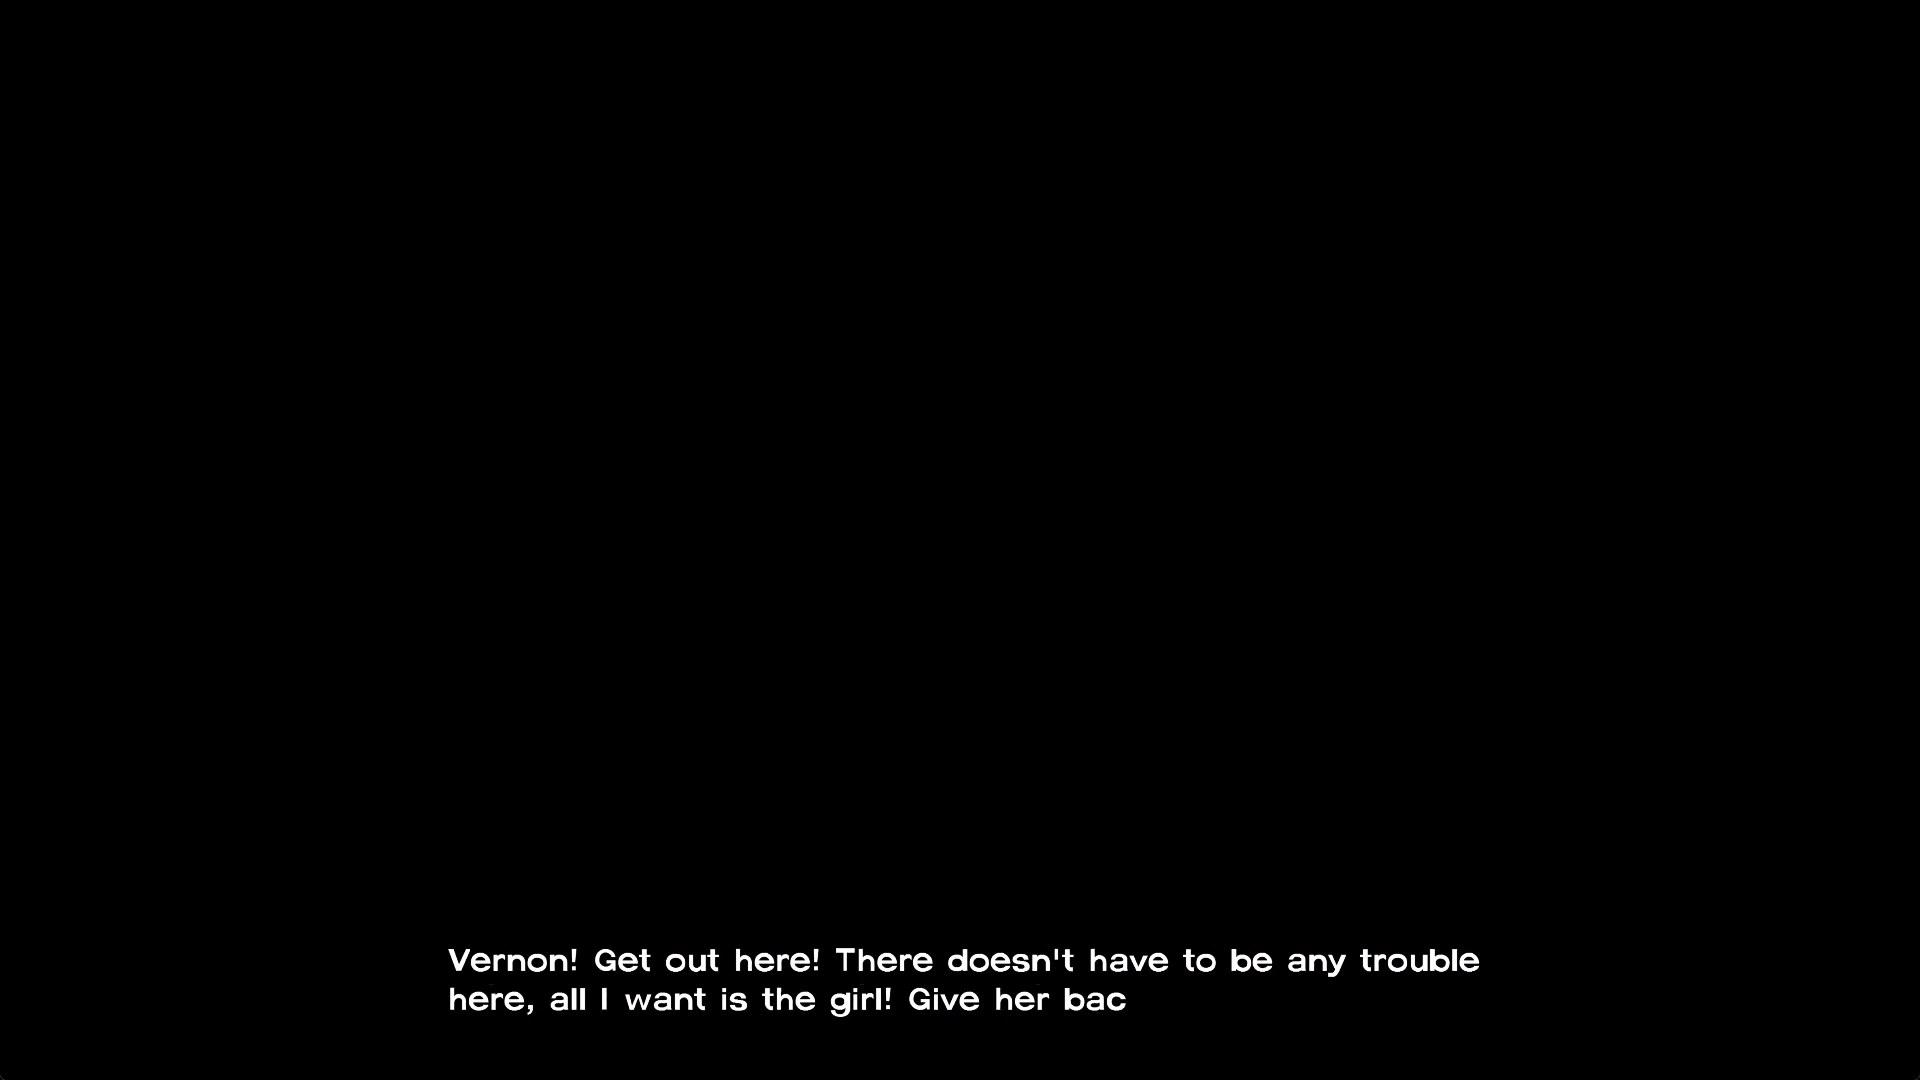 Vernon! Get out here! There doesn't have to be any trouble
here, all I want is the girl! Give her bac